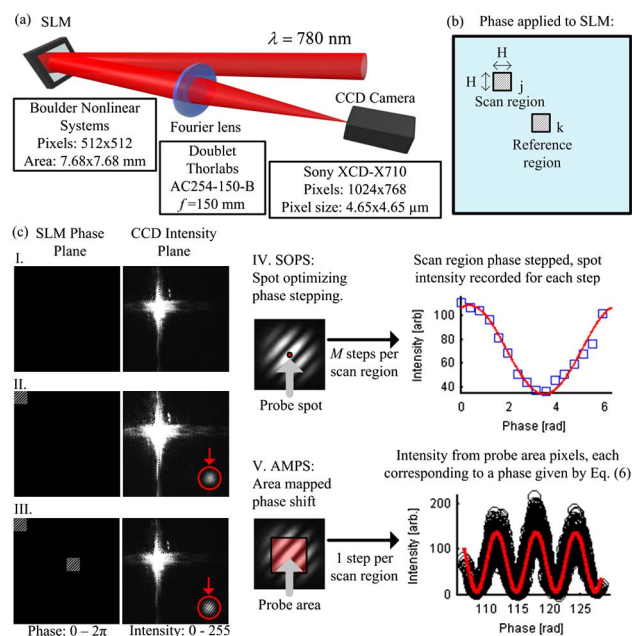 (a)
SLM
λ = 780 nm
CCD Camera
Fourier lens
Boulder Nonlinear
Systems
Pixels: 512x512
Area: 7.68x7.68 mm
Doublet
Thorlabs
AC254-150-B
f =150 mm
Sony XCD-X710
Pixels: 1024x768
Pixel size: 4.65x4.65 µm
(b)
Phase applied to SLM:
H
H
j
Scan region
k
Reference
region
(c)
SLM Phase
Plane
CCD Intensity
Plane
I.
II.
III.
Phase: 0 – 2π
Intensity: 0 - 255
IV. SOPS:
Spot optimizing
phase stepping.
Probe spot
M steps per
scan region
Scan region phase stepped, spot
intensity recorded for each step
Intensity [arb]
100
80
60
40
0
2
4
6
Phase [rad]
V. AMPS:
Area mapped
phase shift
Probe area
1 step per
scan region
Intensity from probe area pixels, each
corresponding to a phase given by Eq. (6)
Intensity [arb.]
200
150
100
50
0
110
115
120
125
Phase [rad]